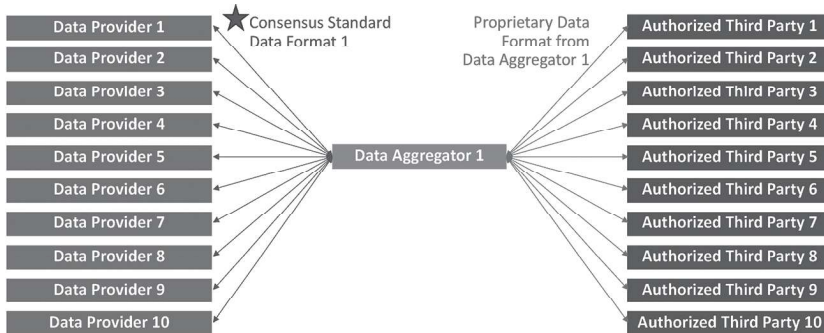 Data Provider 1
Data Provider 2
Data Provider 3
Data Provider 4
Data Provider 5
Data Provider 6
Data Provider 7
Data Provider 8
Data Provider 9
Data Provider 10
Consensus Standard
Data Format 1
Data Aggregator 1
Proprietary Data
Format from
Data Aggregator 1
Authorized Third Party 1
Authorized Third Party 2
Authorized Third Party 3
Authorized Third Party 4
Authorized Third Party 5
Authorized Third Party 6
Authorized Third Party 7
Authorized Third Party 8
Authorized Third Party 9
Authorized Third Party 10